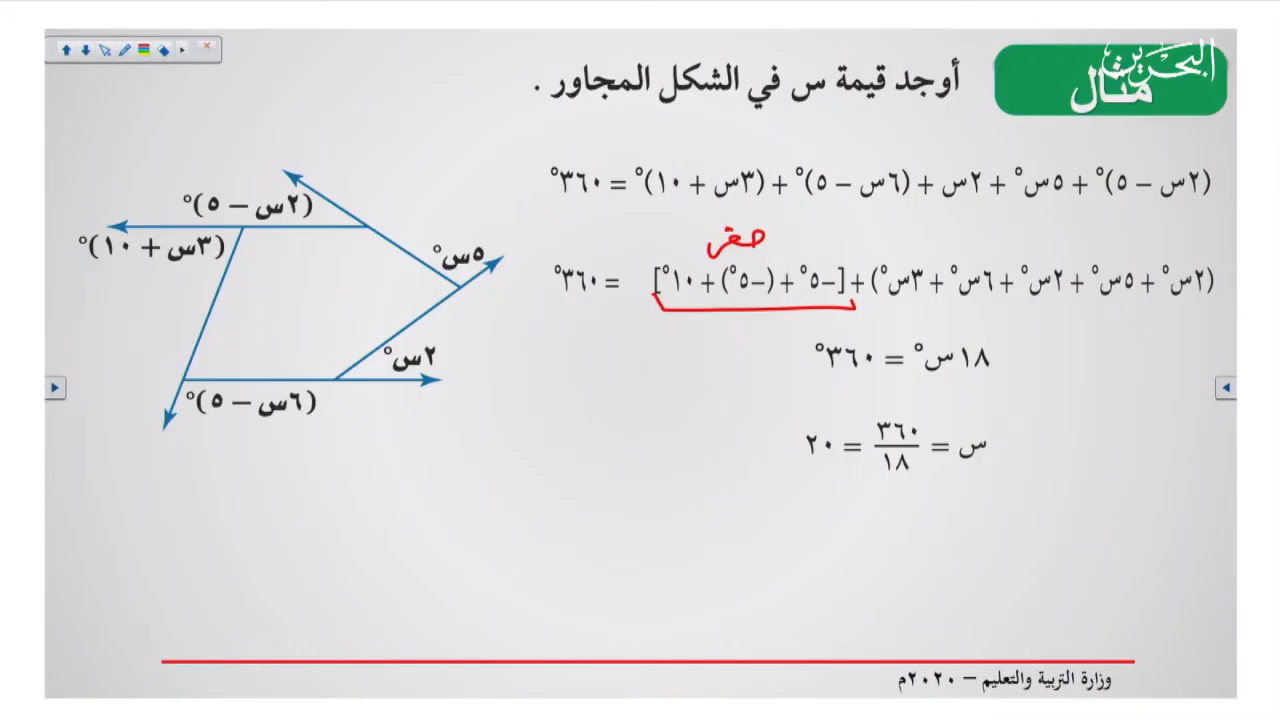 البحرين
مثال
أوجد قيمة س في الشكل المجاور .
(٢س – ٥)° + ٥س° + ٢س + (٦س – ٥)° + (٣س + ١٠)° = ٣٦٠°
صفر
(٢س° + ٥س° + ٢س° + ٦س° + ٣س°) + [–٥° + (–٥°) + ١٠°] = ٣٦٠°
١٨س° = ٣٦٠°
س = ٣٦٠/١٨ = ٢٠
(٢س – ٥)°
(٣س + ١٠)°
٥س°
٢س°
(٦س – ٥)°
وزارة التربية والتعليم – ٢٠٢٠م